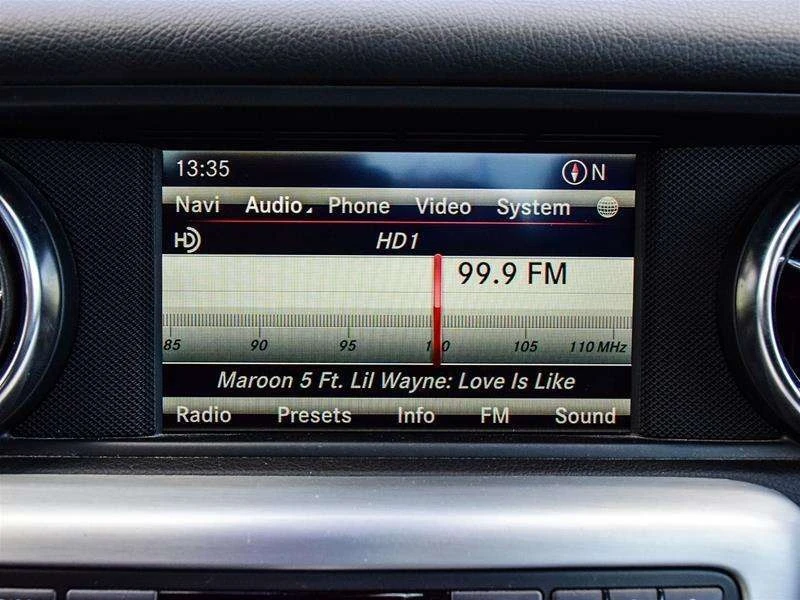 13:35 N
Navi Audio Phone Video System
HD HD1
99.9 FM
85 90 95 100 105 110 MHz
Maroon 5 Ft. Lil Wayne: Love Is Like
Radio Presets Info FM Sound